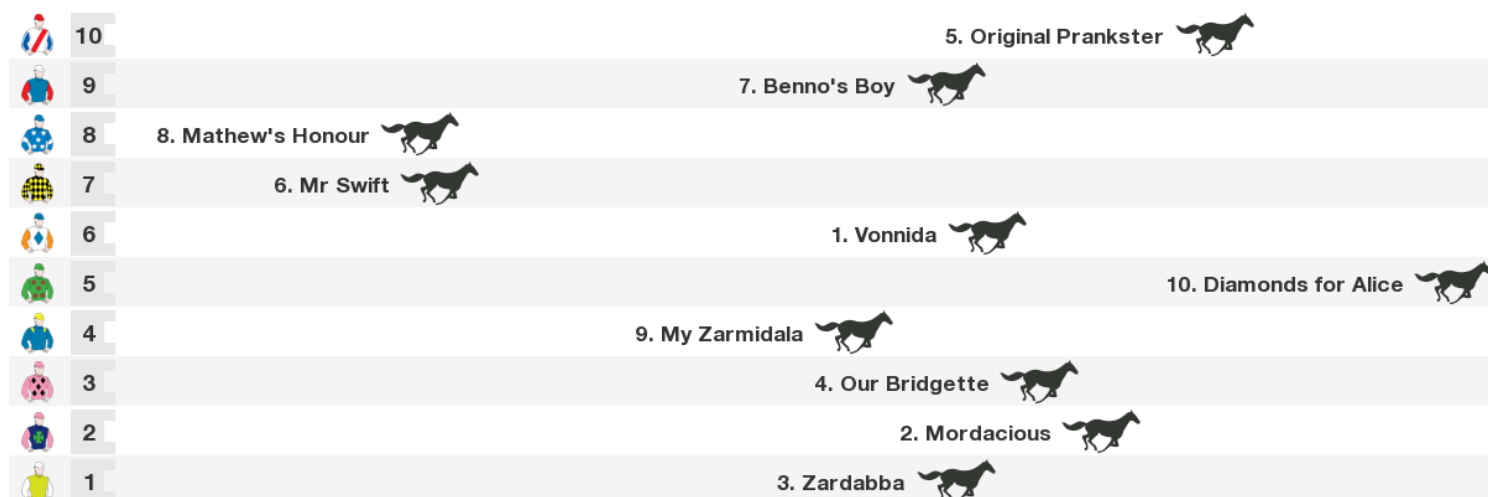 10 5. Original Prankster
9 7. Benno's Boy
8 8. Mathew's Honour
7 6. Mr Swift
6 1. Vonnida
5 10. Diamonds for Alice
4 9. My Zarmidala
3 4. Our Bridgette
2 2. Mordacious
1 3. Zardabba